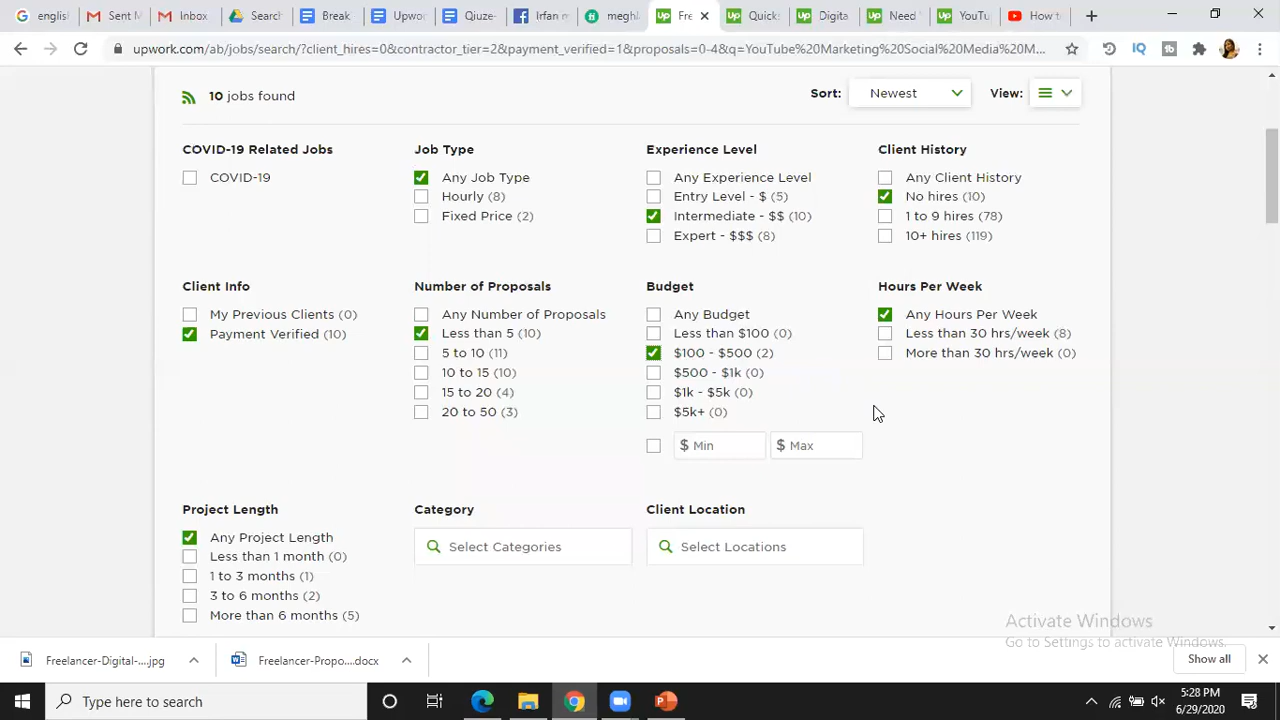 english
Sent M
Inbox
Search
Break
Upwo
Qiuze-
Irfan m
meghl
Fre
Quick
Digita
Need
YouTu
How to
upwork.com/ab/jobs/search/?client_hires=0&contractor_tier=2&payment_verified=1&proposals=0-4&q=YouTube%20Marketing%20Social%20Media%20M...
10 jobs found
Sort: Newest View:
COVID-19 Related Jobs
COVID-19
Job Type
Any Job Type
Hourly (8)
Fixed Price (2)
Experience Level
Any Experience Level
Entry Level - $ (5)
Intermediate - $$ (10)
Expert - $$$ (8)
Client History
Any Client History
No hires (10)
1 to 9 hires (78)
10+ hires (119)
Client Info
My Previous Clients (0)
Payment Verified (10)
Number of Proposals
Any Number of Proposals
Less than 5 (10)
5 to 10 (11)
10 to 15 (10)
15 to 20 (4)
20 to 50 (3)
Budget
Any Budget
Less than $100 (0)
$100 - $500 (2)
$500 - $1k (0)
$1k - $5k (0)
$5k+ (0)
$ Min $ Max
Hours Per Week
Any Hours Per Week
Less than 30 hrs/week (8)
More than 30 hrs/week (0)
Project Length
Any Project Length
Less than 1 month (0)
1 to 3 months (1)
3 to 6 months (2)
More than 6 months (5)
Category
Select Categories
Client Location
Select Locations
Activate Windows
Go to Settings to activate Windows.
Freelancer-Digital-....jpg
Freelancer-Propo....docx
Show all
Type here to search
5:28 PM
6/29/2020